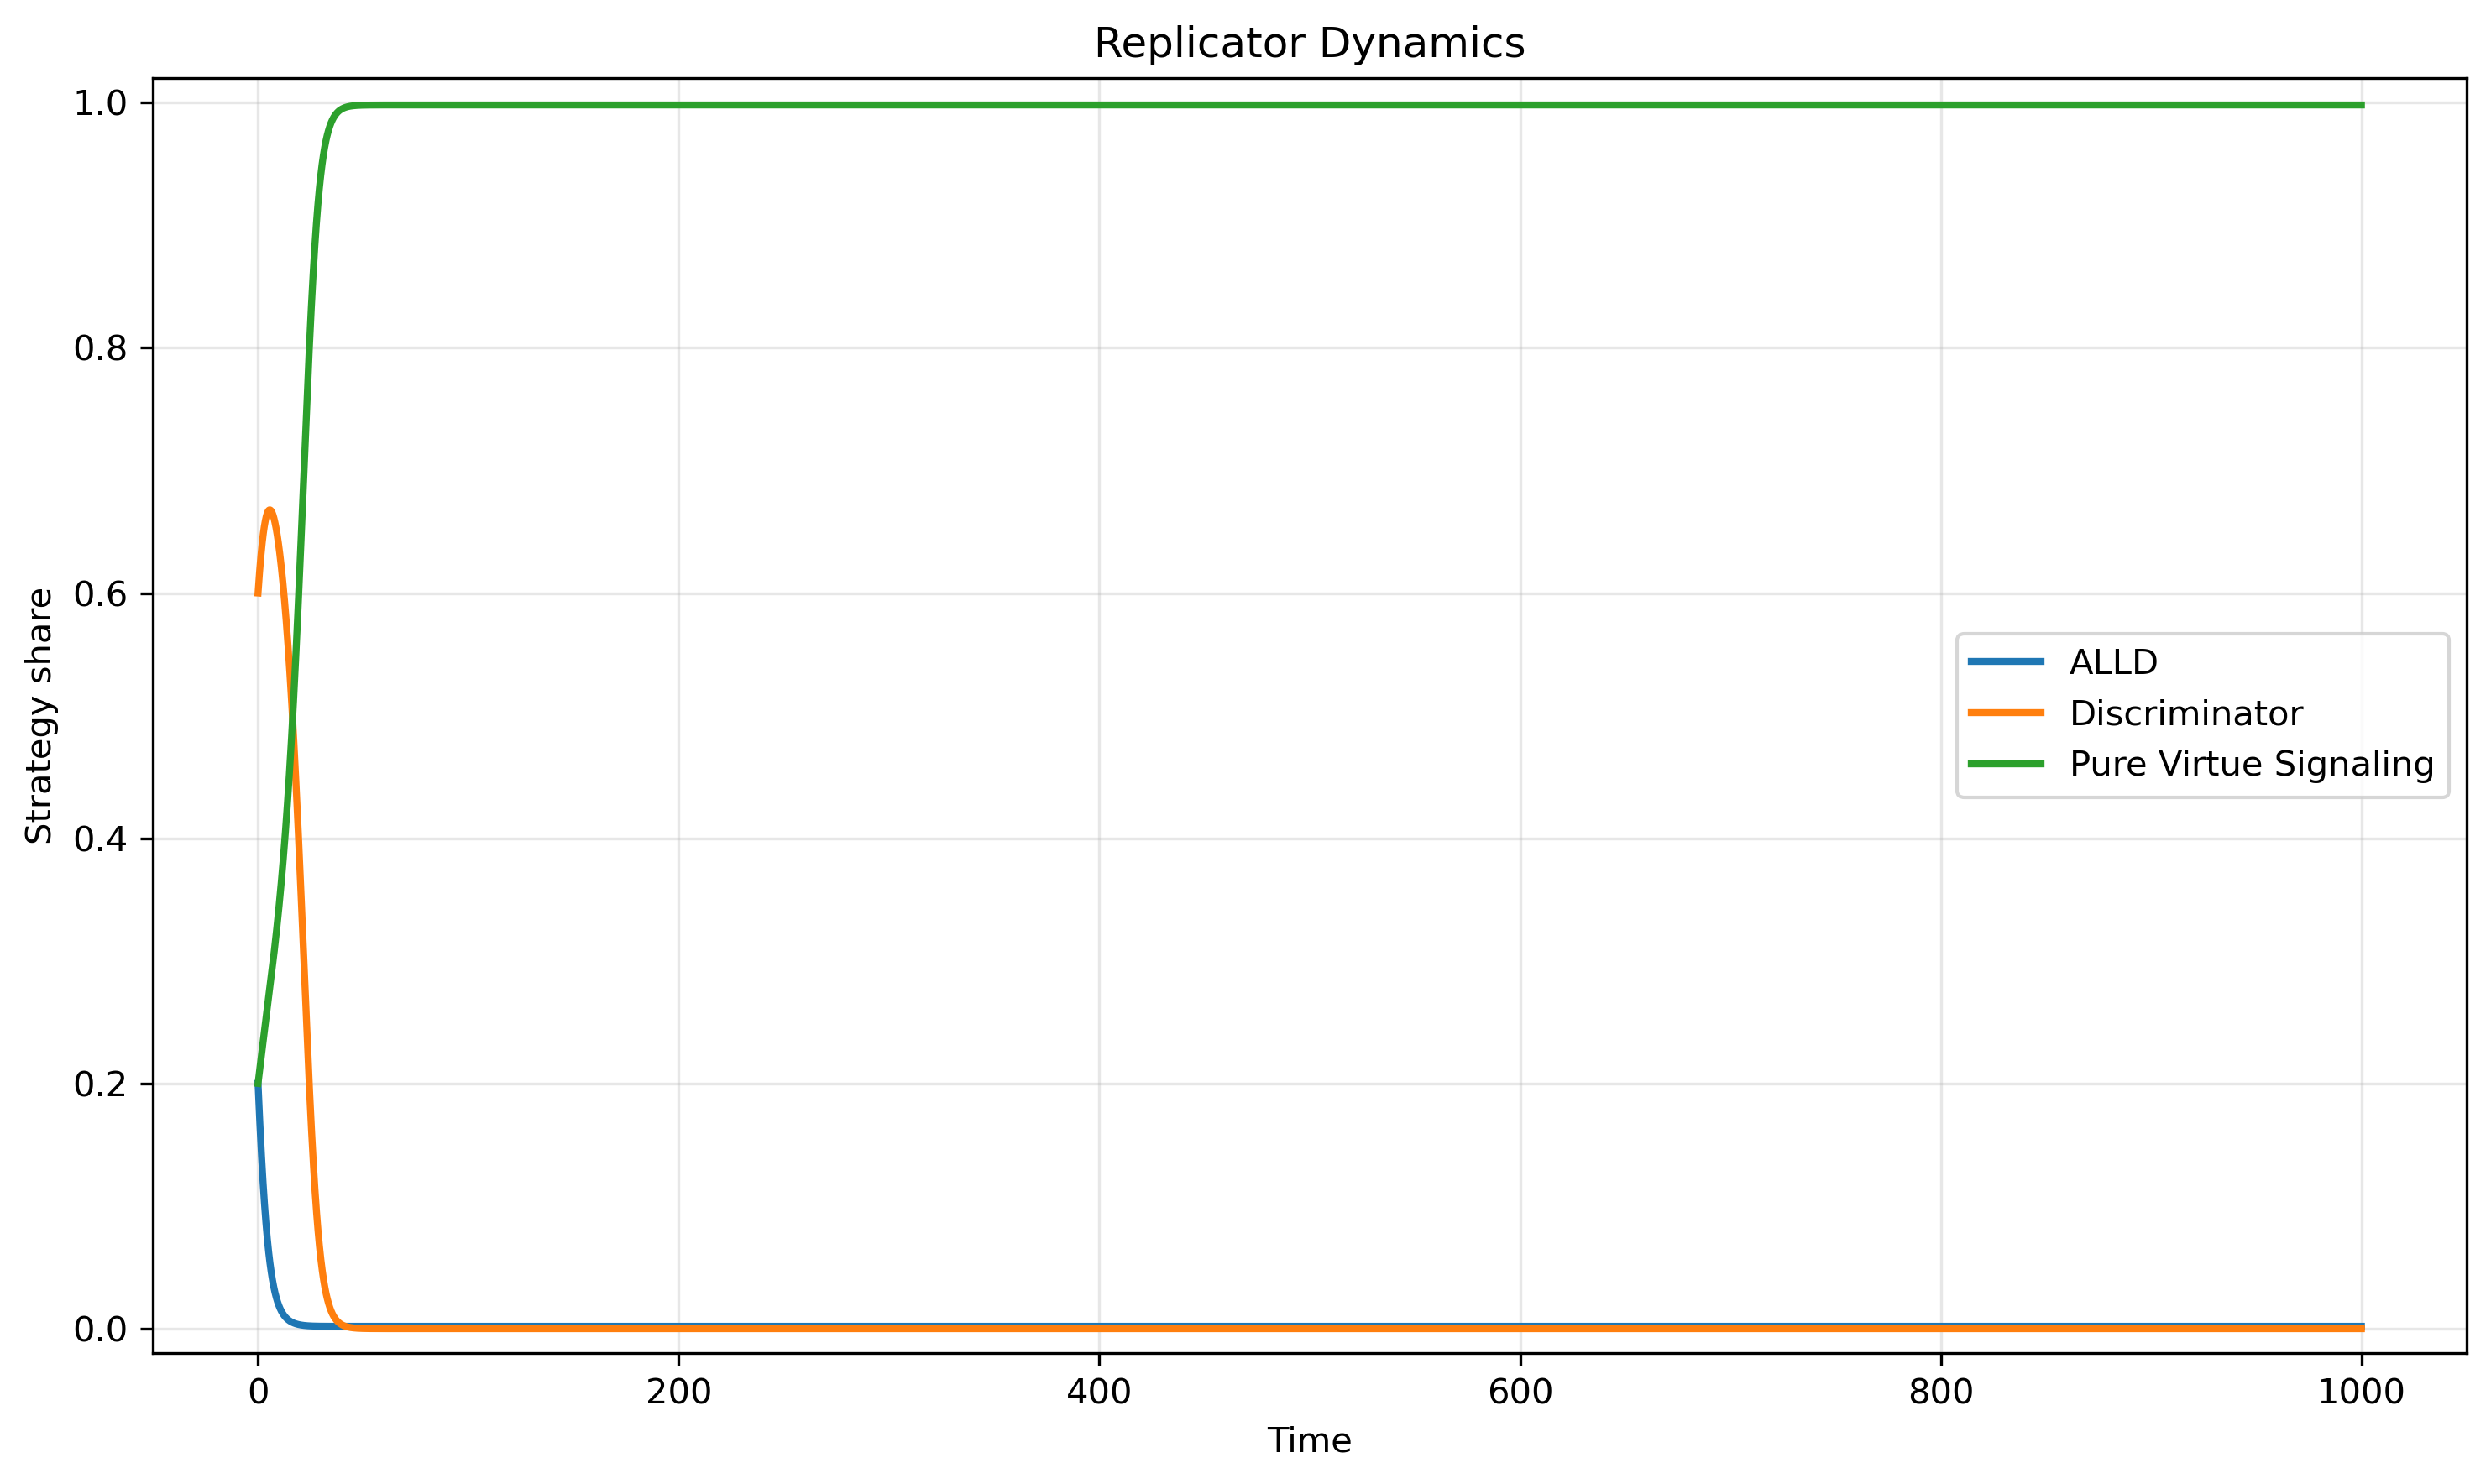 Replicator Dynamics
Strategy share
1.0
0.8
0.6
0.4
0.2
0.0
ALLD
Discriminator
Pure Virtue Signaling
0 200 400 600 800 1000
Time